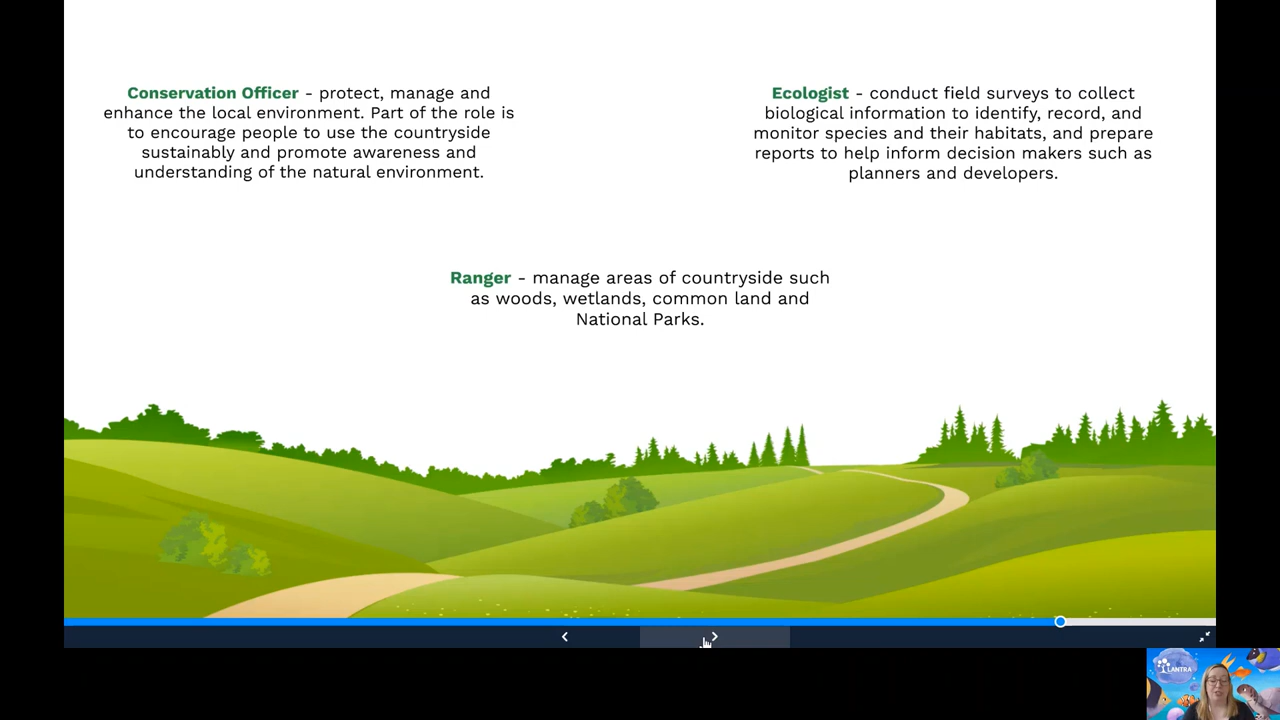 Conservation Officer - protect, manage and
enhance the local environment. Part of the role is
to encourage people to use the countryside
sustainably and promote awareness and
understanding of the natural environment.
Ecologist - conduct field surveys to collect
biological information to identify, record, and
monitor species and their habitats, and prepare
reports to help inform decision makers such as
planners and developers.
Ranger - manage areas of countryside such
as woods, wetlands, common land and
National Parks.
LANTRA